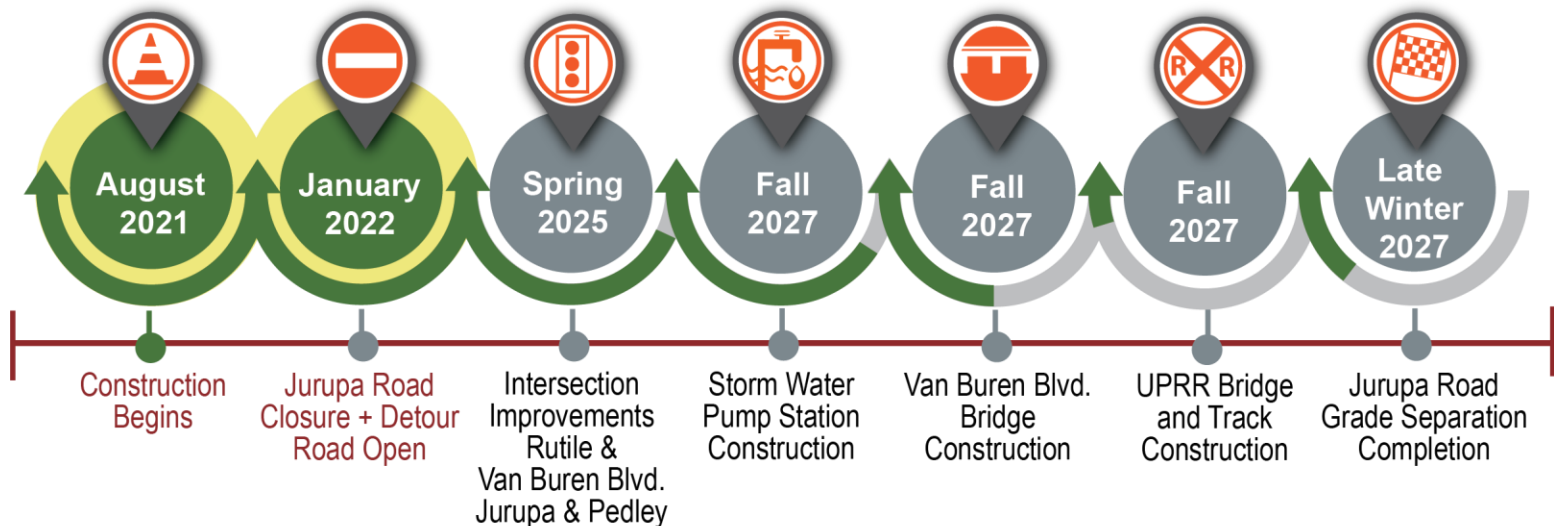 R R
August
2021
January
2022
Spring
2025
Fall
2027
Fall
2027
Fall
2027
Late
Winter
2027
Construction
Begins
Jurupa Road
Closure + Detour
Road Open
Intersection
Improvements
Rutile &
Van Buren Blvd.
Jurupa & Pedley
Storm Water
Pump Station
Construction
Van Buren Blvd.
Bridge
Construction
UPRR Bridge
and Track
Construction
Jurupa Road
Grade Separation
Completion